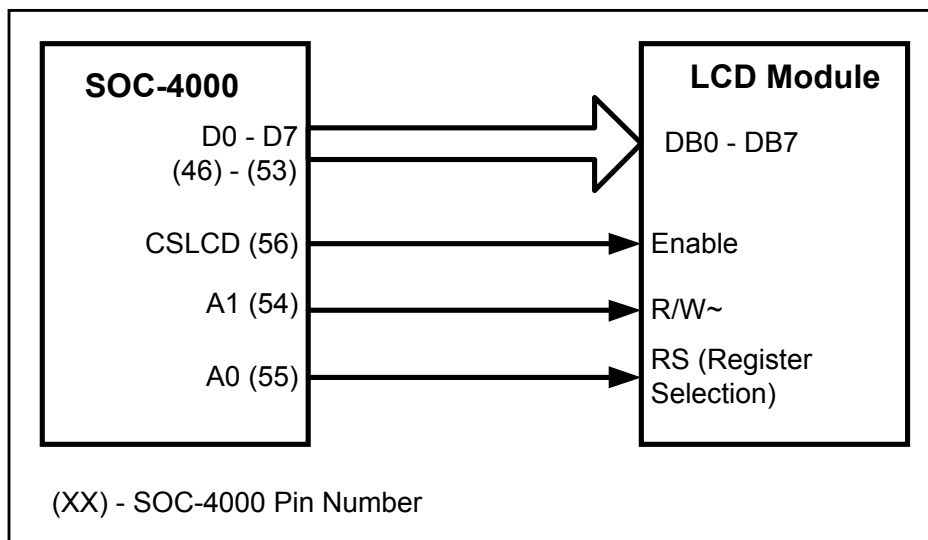 SOC-4000
D0 - D7
(46) - (53)
CSLCD (56)
A1 (54)
A0 (55)
LCD Module
DB0 - DB7
Enable
R/W~
RS (Register
Selection)
(XX) - SOC-4000 Pin Number